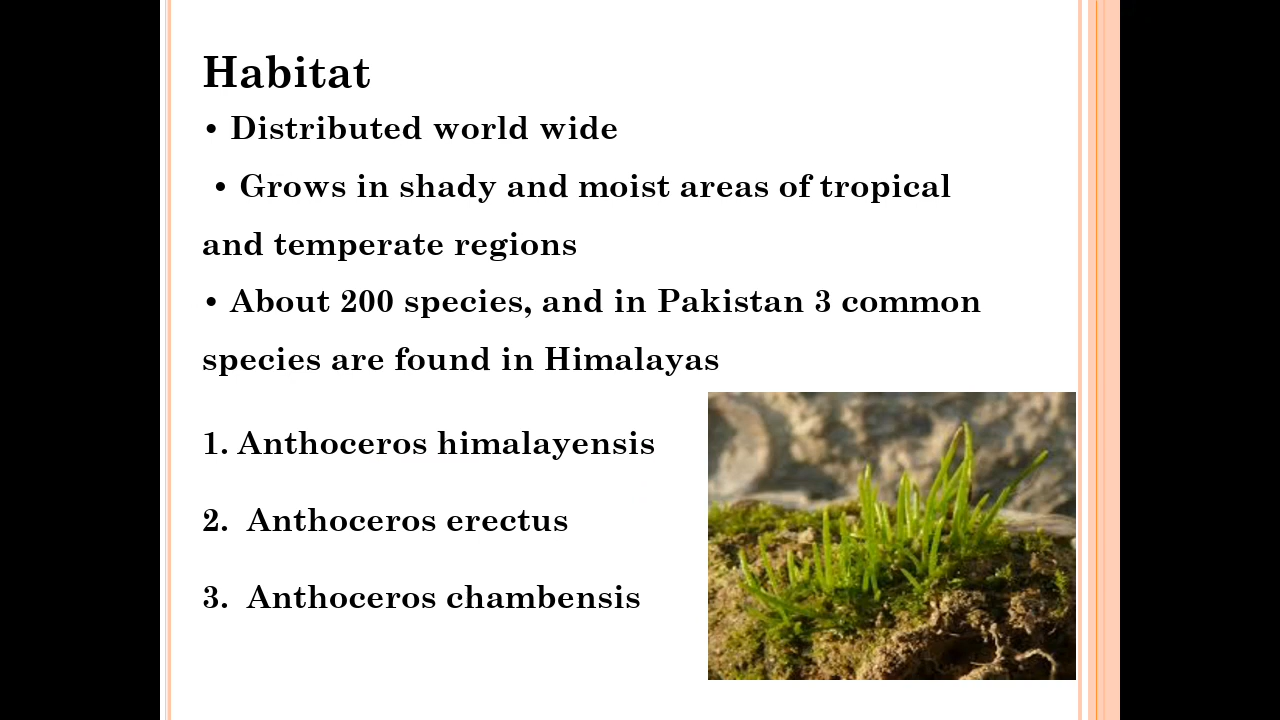 Habitat
• Distributed world wide
• Grows in shady and moist areas of tropical
and temperate regions
• About 200 species, and in Pakistan 3 common
species are found in Himalayas
1. Anthoceros himalayensis
2. Anthoceros erectus
3. Anthoceros chambensis